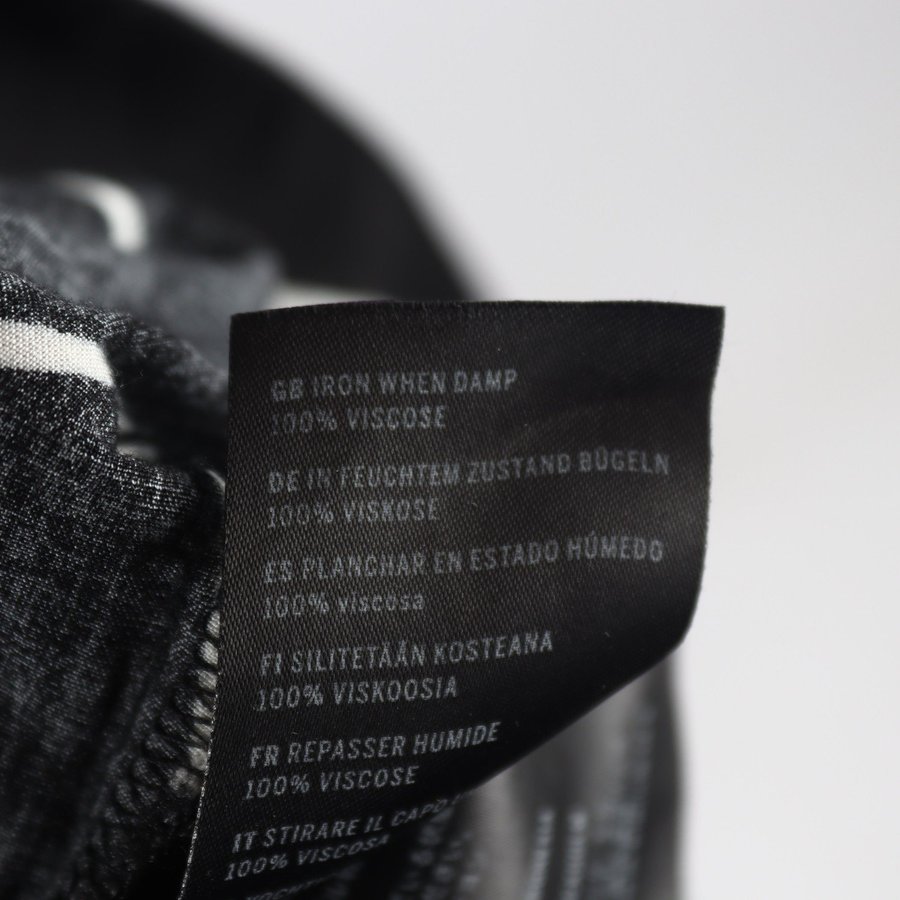 GB IRON WHEN DAMP
100% VISCOSE
DE IN FEUCHTEM ZUSTAND BÜGELN
100% VISKOSE
ES PLANCHAR EN ESTADO HÚMEDO
100% viscosa
FI SILITETÄÄN KOSTEANA
100% VISKOOSIA
FR REPASSER HUMIDE
100% VISCOSE
IT STIRARE IL CAPO
100% VISCOSA